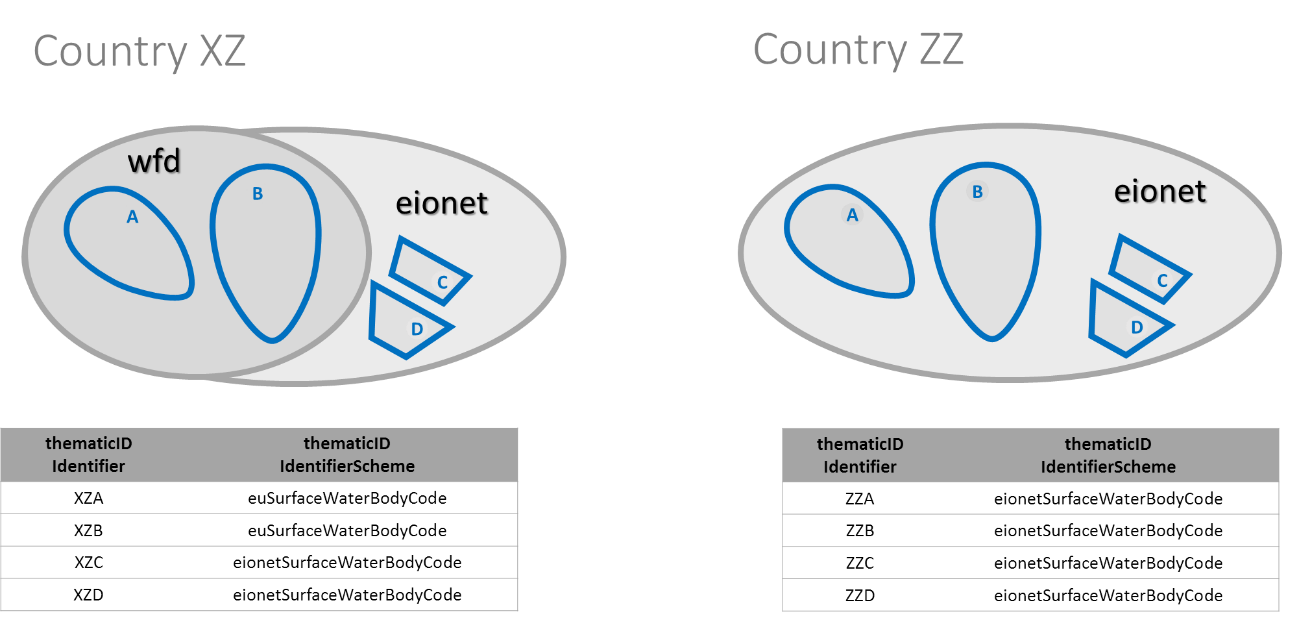 Country XZ
Country ZZ
wfd
A
B
eionet
C
D
A
B
eionet
C
D
thematicID
Identifier
thematicID
IdentifierScheme
XZA euSurfaceWaterBodyCode
XZB euSurfaceWaterBodyCode
XZC eionetSurfaceWaterBodyCode
XZD eionetSurfaceWaterBodyCode
thematicID
Identifier
thematicID
IdentifierScheme
ZZA eionetSurfaceWaterBodyCode
ZZB eionetSurfaceWaterBodyCode
ZZC eionetSurfaceWaterBodyCode
ZZD eionetSurfaceWaterBodyCode